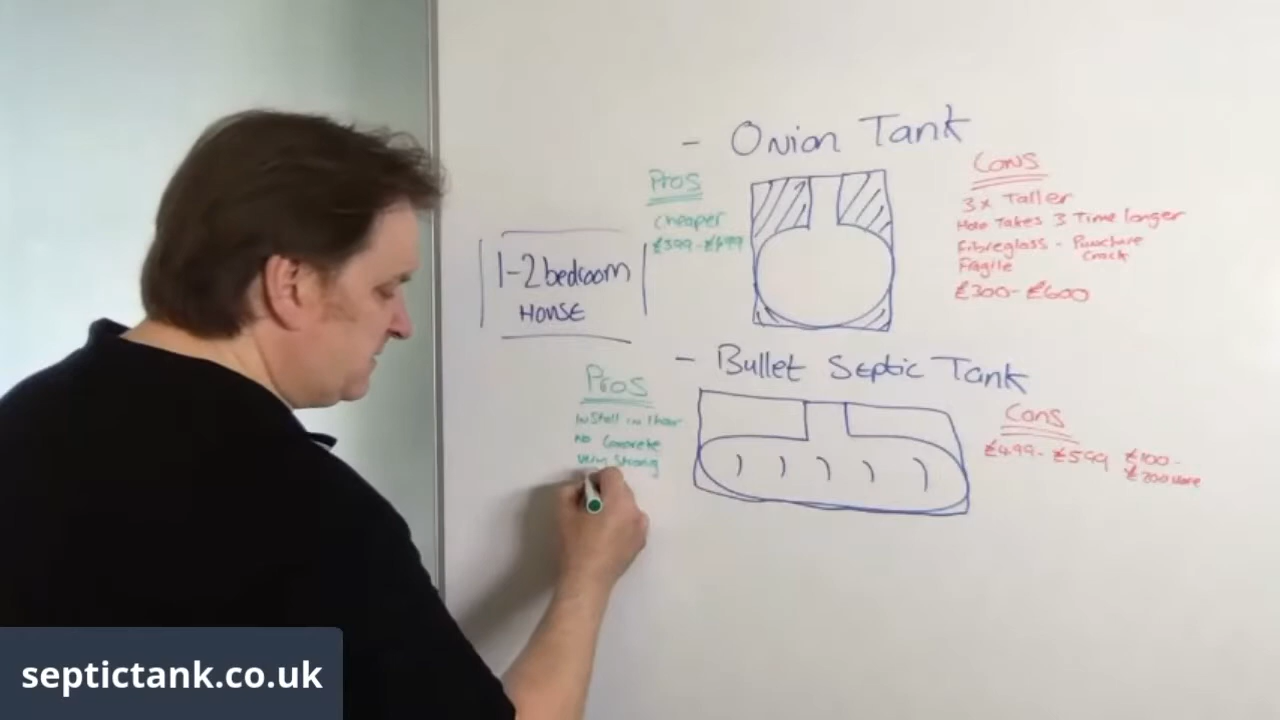 - Onion Tank
Pros
Cheaper
£399-£499
Cons
3x Taller
Hole Takes 3 Time longer
Fibreglass - Puncture
Crack
Fragile
£300-£600
1-2 bedroom
HOUSE
- Bullet Septic Tank
Pros
Install in 1 hour
No Concrete
Very Strong
Cons
£499-£599 £100-
£200 more
septictank.co.uk